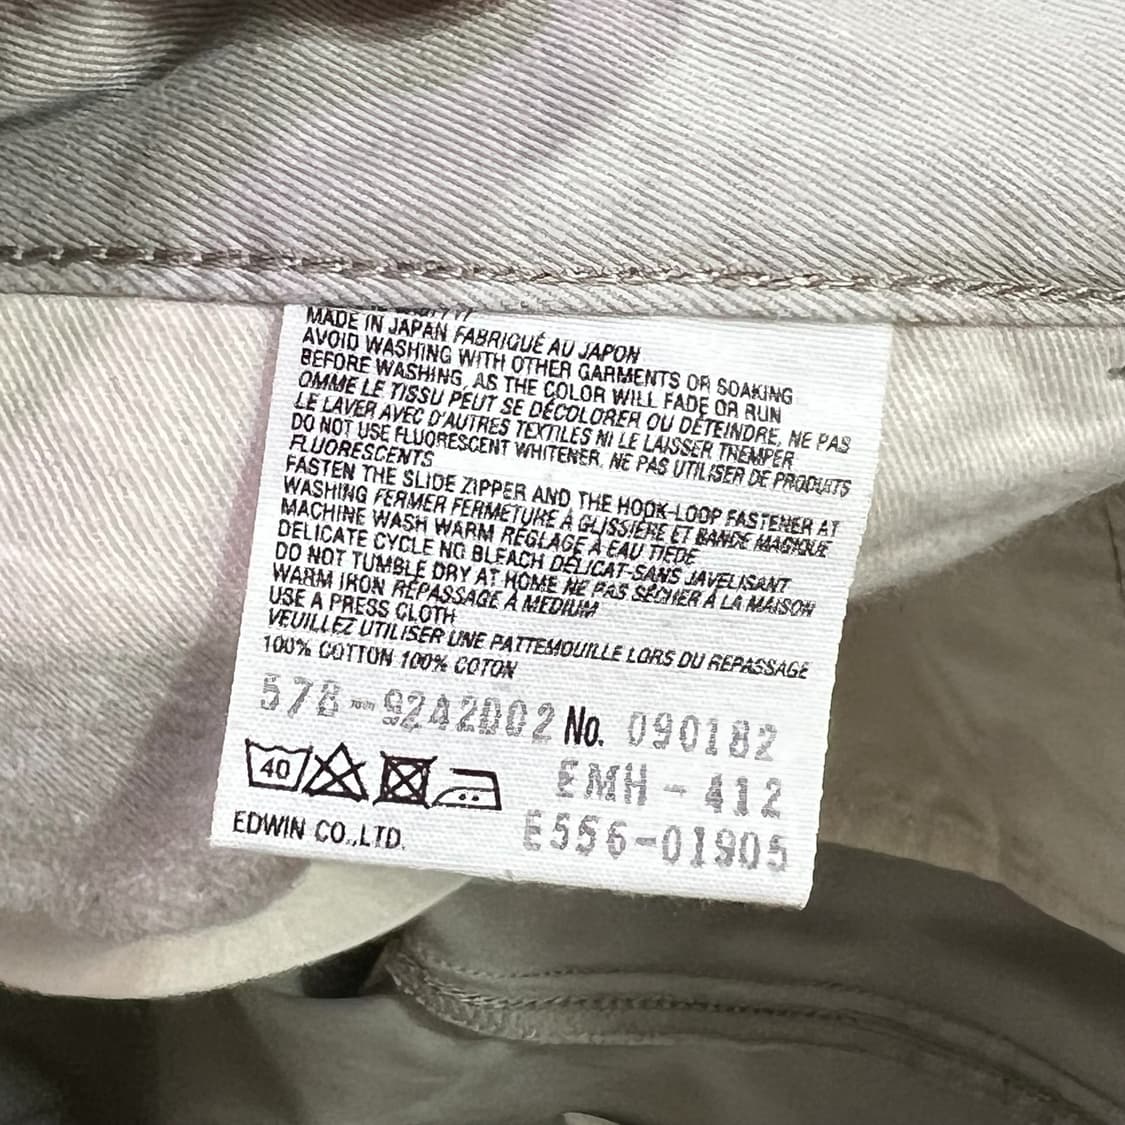 MADE IN JAPAN FABRIQUÉ AU JAPON
AVOID WASHING WITH OTHER GARMENTS OR SOAKING
BEFORE WASHING, AS THE COLOR WILL FADE OR RUN
OMME LE TISSU PEUT SE DÉCOLORER OU DÉTEINDRE, NE PAS
LE LAVER AVEC D'AUTRES TEXTILES NI LE LAISSER TREMPER
DO NOT USE FLUORESCENT WHITENER. NE PAS UTILISER DE PRODUITS
FLUORESCENTS
FASTEN THE SLIDE ZIPPER AND THE HOOK-LOOP FASTENER AT
WASHING FERMER FERMETURE À GLISSIÈRE ET BANDE MAGIQUE
MACHINE WASH WARM REGLAGE À EAU TIEDE
DELICATE CYCLE NO BLEACH DÉLICAT-SANS JAVELISANT
DO NOT TUMBLE DRY AT HOME NE PAS SÉCHER À LA MAISON
WARM IRON RÉPASSAGE À MEDIUM
USE A PRESS CLOTH
VEUILLEZ UTILISER UNE PATTEMOUILLE LORS DU REPASSAGE
100% COTTON 100% COTON
578-9242002 No. 090182
40 EMH-412
EDWIN CO.,LTD. E556-01905